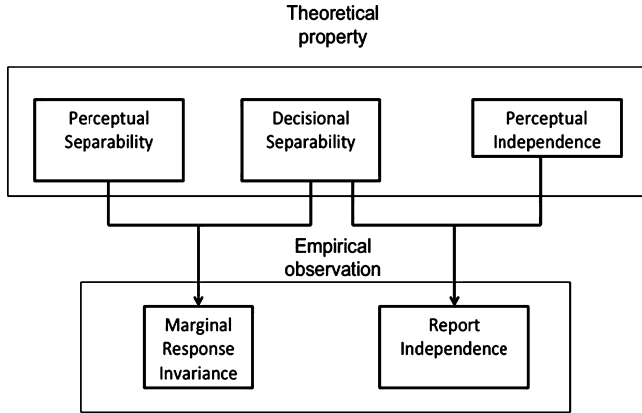 Theoretical
property
Perceptual
Separability
Decisional
Separability
Perceptual
Independence
Empirical
observation
Marginal
Response
Invariance
Report
Independence